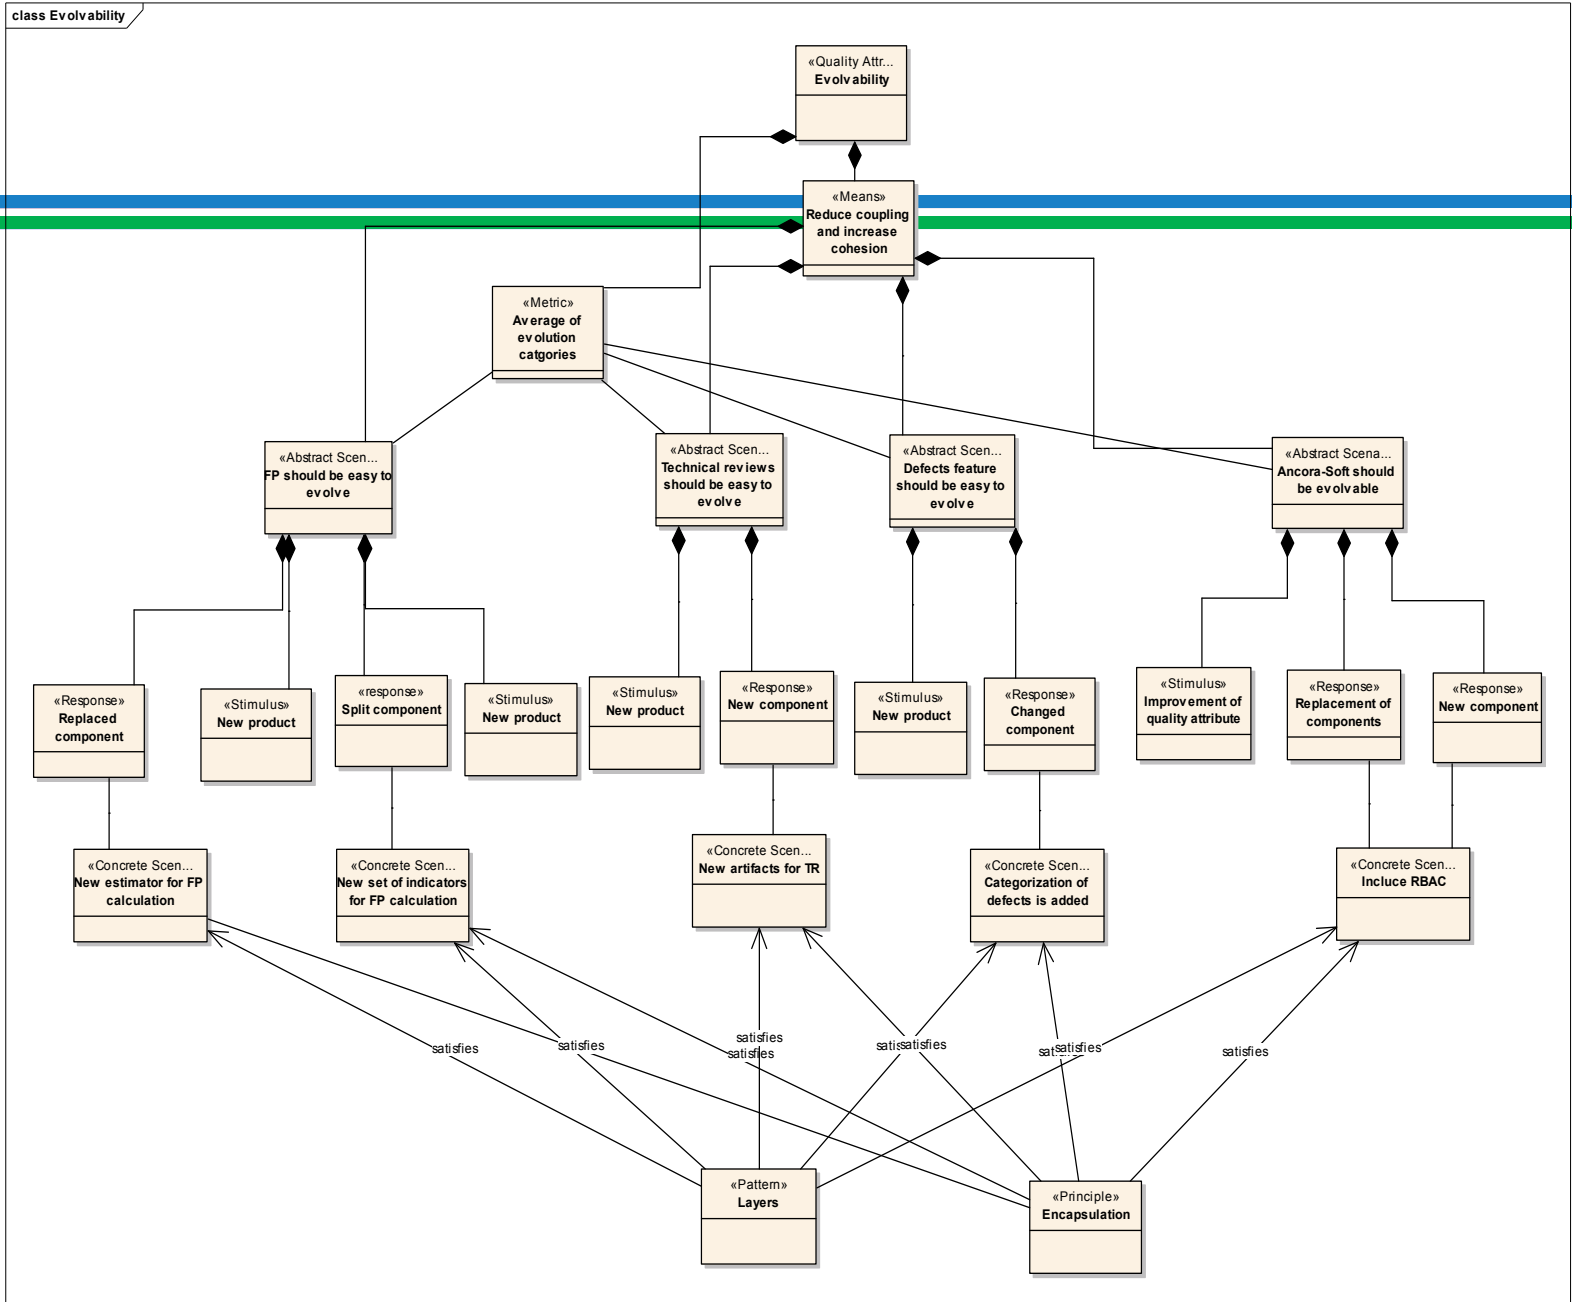 class Evolvability
«Quality Attr...
Evolvability
«Means»
Reduce coupling
and increase
cohesion
«Metric»
Average of
evolution
catgories
«Abstract Scen...
FP should be easy to
evolve
«Abstract Scen...
Technical reviews
should be easy to
evolve
«Abstract Scen...
Defects feature
should be easy to
evolve
«Abstract Scena...
Ancora-Soft should
be evolvable
«Response»
Replaced
component
«Stimulus»
New product
«response»
Split component
«Stimulus»
New product
«Stimulus»
New product
«Response»
New component
«Stimulus»
New product
«Response»
Changed
component
«Stimulus»
Improvement of
quality attribute
«Response»
Replacement of
components
«Response»
New component
«Concrete Scen...
New estimator for FP
calculation
«Concrete Scen...
New set of indicators
for FP calculation
«Concrete Scen...
New artifacts for TR
«Concrete Scen...
Categorization of
defects is added
«Concrete Scen...
Incluce RBAC
satisfies
satisfies
satisfies
satisfies
satisfies
satisfies
satisfies
«Pattern»
Layers
«Principle»
Encapsulation